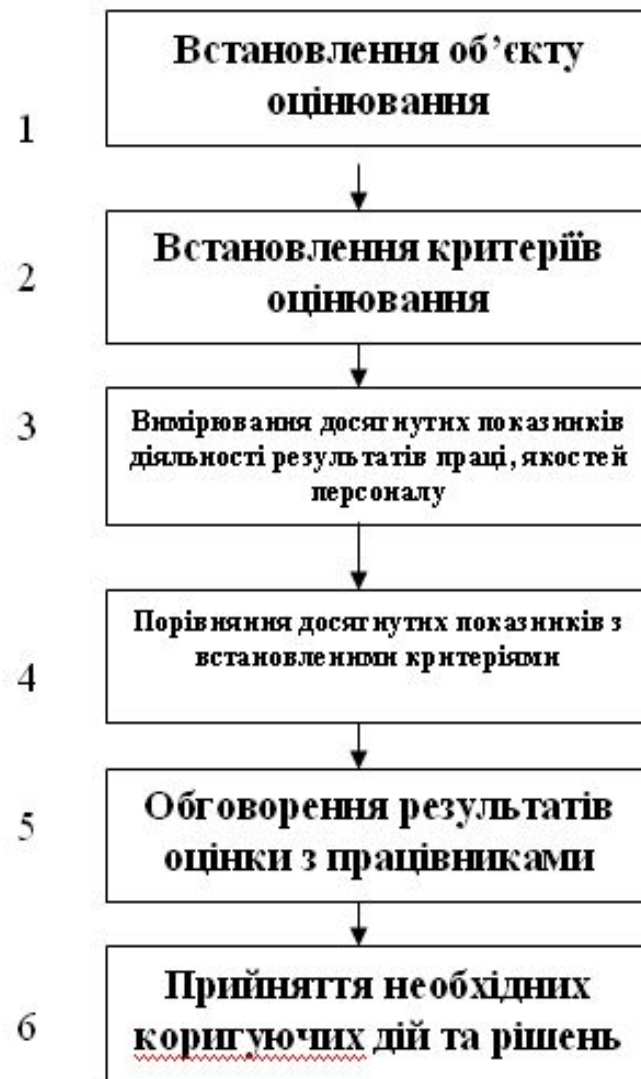 Встановлення об’єкту
оцінювання
1
Встановлення критеріїв
оцінювання
2
3
Вимірювання досягнутих показників
діяльності результатів праці, якостей
персоналу
Порівняння досягнутих показників з
встановленими критеріями
4
Обговорення результатів
оцінки з працівниками
5
Прийняття необхідних
коригуючих дій та рішень
6